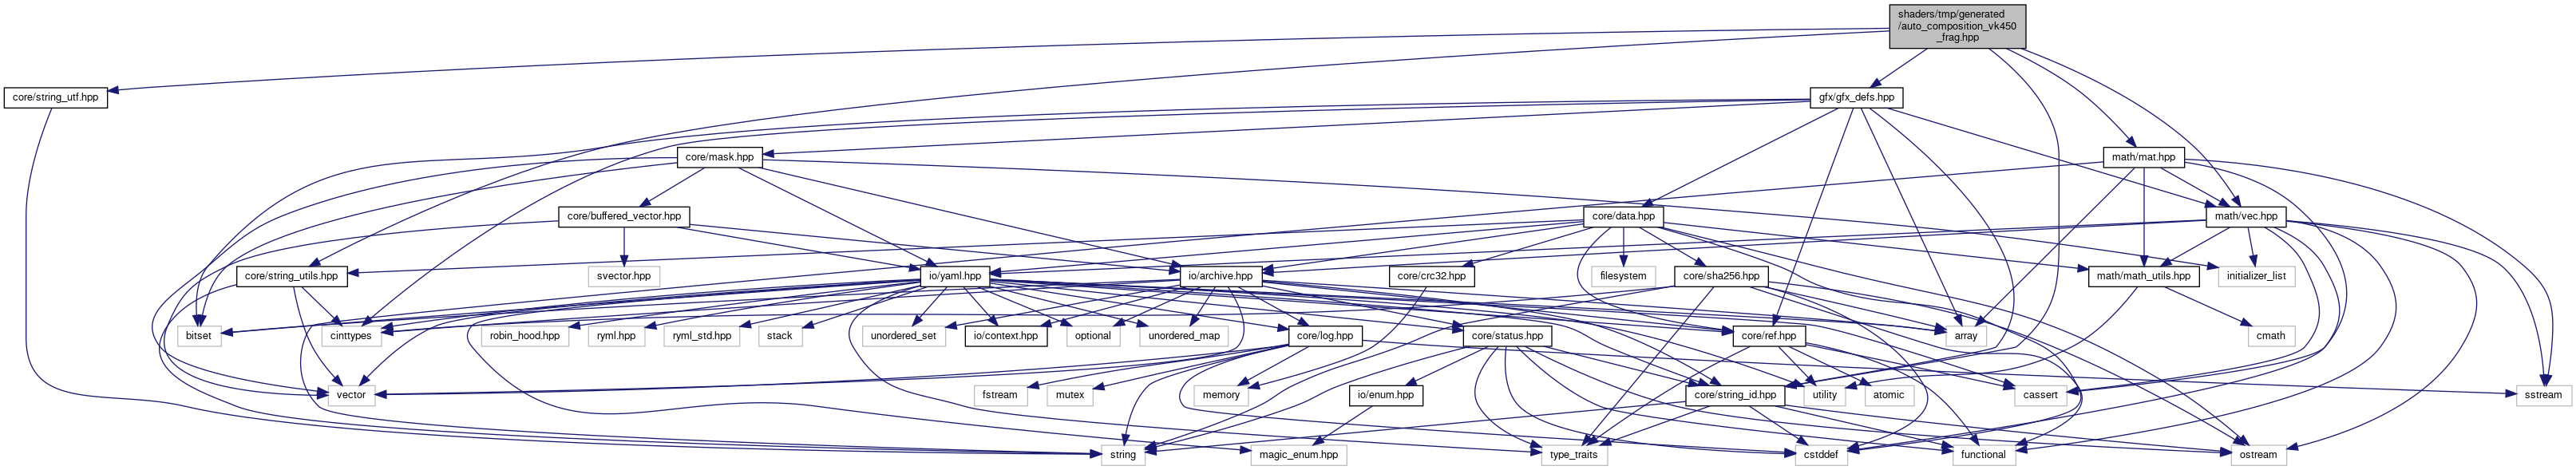 shaders/tmp/generated
/auto_composition_vk450
_frag.hpp
core/string_utf.hpp
gfx/gfx_defs.hpp
core/mask.hpp
math/mat.hpp
core/buffered_vector.hpp
core/data.hpp
math/vec.hpp
core/string_utils.hpp
svector.hpp
io/yaml.hpp
io/archive.hpp
core/crc32.hpp
filesystem
core/sha256.hpp
math/math_utils.hpp
initializer_list
bitset
cinttypes
robin_hood.hpp
ryml.hpp
ryml_std.hpp
stack
unordered_set
io/context.hpp
optional
unordered_map
core/log.hpp
core/status.hpp
core/ref.hpp
array
cmath
vector
fstream
mutex
memory
io/enum.hpp
core/string_id.hpp
utility
atomic
cassert
sstream
string
magic_enum.hpp
type_traits
cstddef
functional
ostream